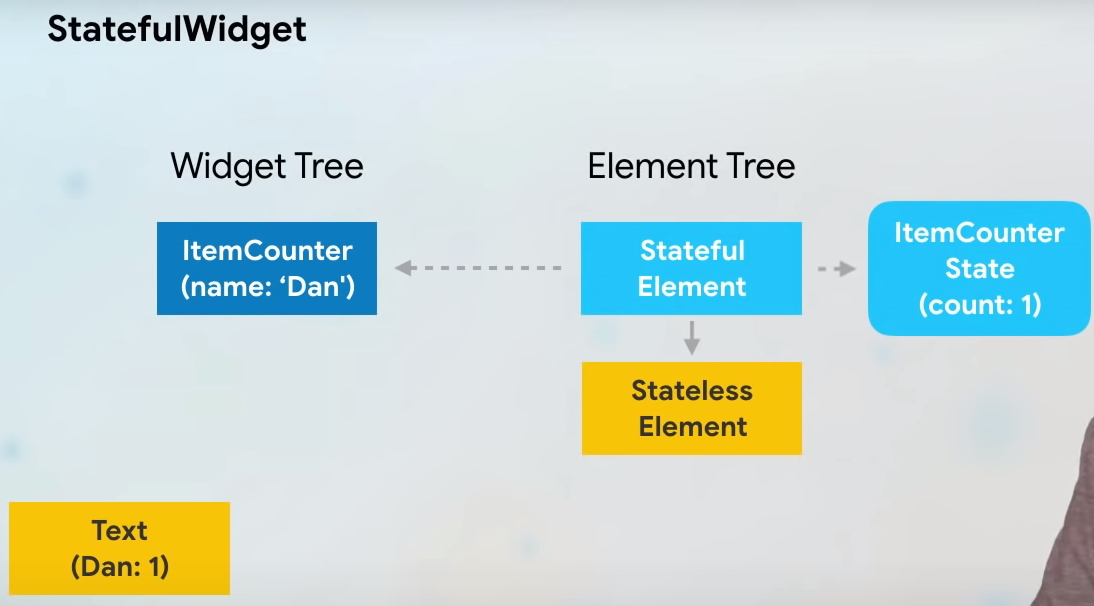 StatefulWidget
Widget Tree
Element Tree
ItemCounter
(name: ‘Dan')
Stateful
Element
ItemCounter
State
(count: 1)
Stateless
Element
Text
(Dan: 1)